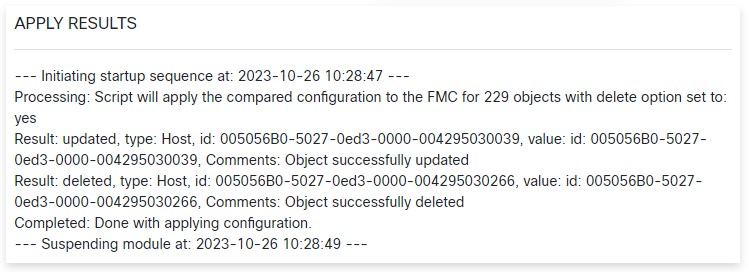 APPLY RESULTS
--- Initiating startup sequence at: 2023-10-26 10:28:47 ---
Processing: Script will apply the compared configuration to the FMC for 229 objects with delete option set to:
yes
Result: updated, type: Host, id: 005056B0-5027-0ed3-0000-004295030039, value: id: 005056B0-5027-
0ed3-0000-004295030039, Comments: Object successfully updated
Result: deleted, type: Host, id: 005056B0-5027-0ed3-0000-004295030266, value: id: 005056B0-5027-
0ed3-0000-004295030266, Comments: Object successfully deleted
Completed: Done with applying configuration.
--- Suspending module at: 2023-10-26 10:28:49 ---